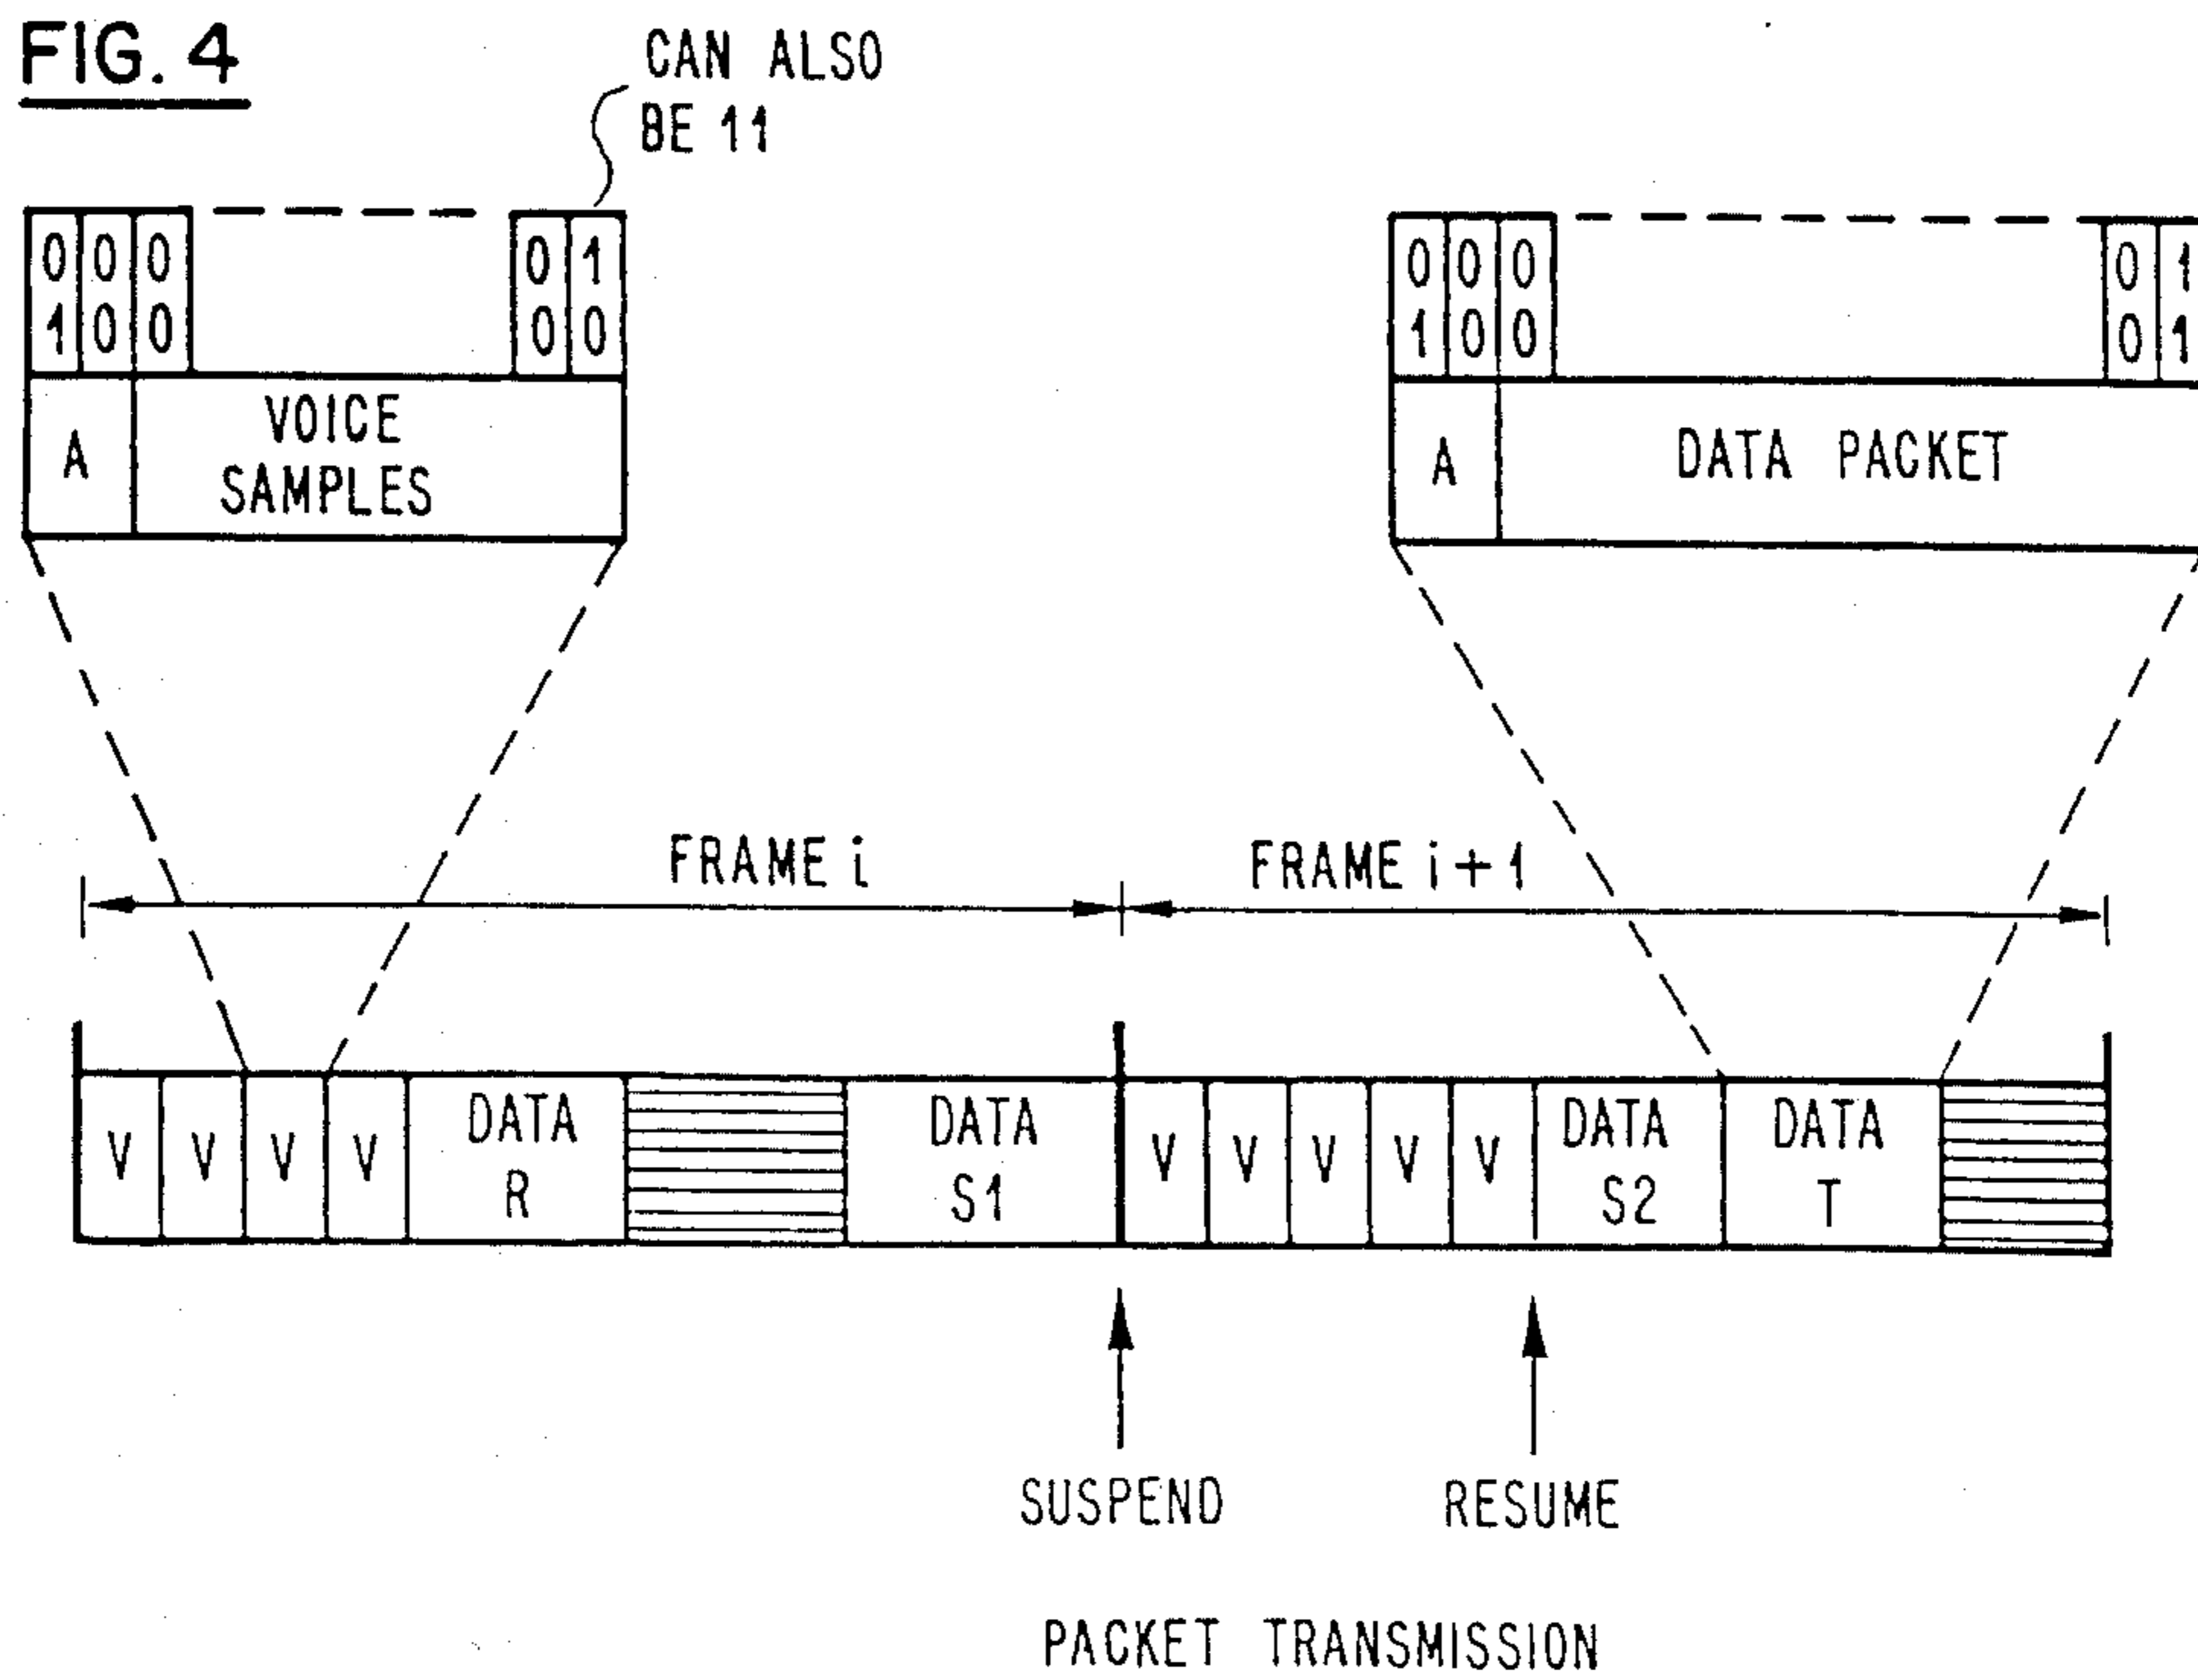 FIG. 4
CAN ALSO
BE 11
0 0 0 0 1
1 0 0 0 0
A
VOICE
SAMPLES
0 0 0 0 1
1 0 0 0 1
A
DATA PACKET
FRAME i
FRAME i + 1
V V V V
DATA
R
DATA
S1
V V V V V
DATA
S2
DATA
T
SUSPEND
RESUME
PACKET TRANSMISSION